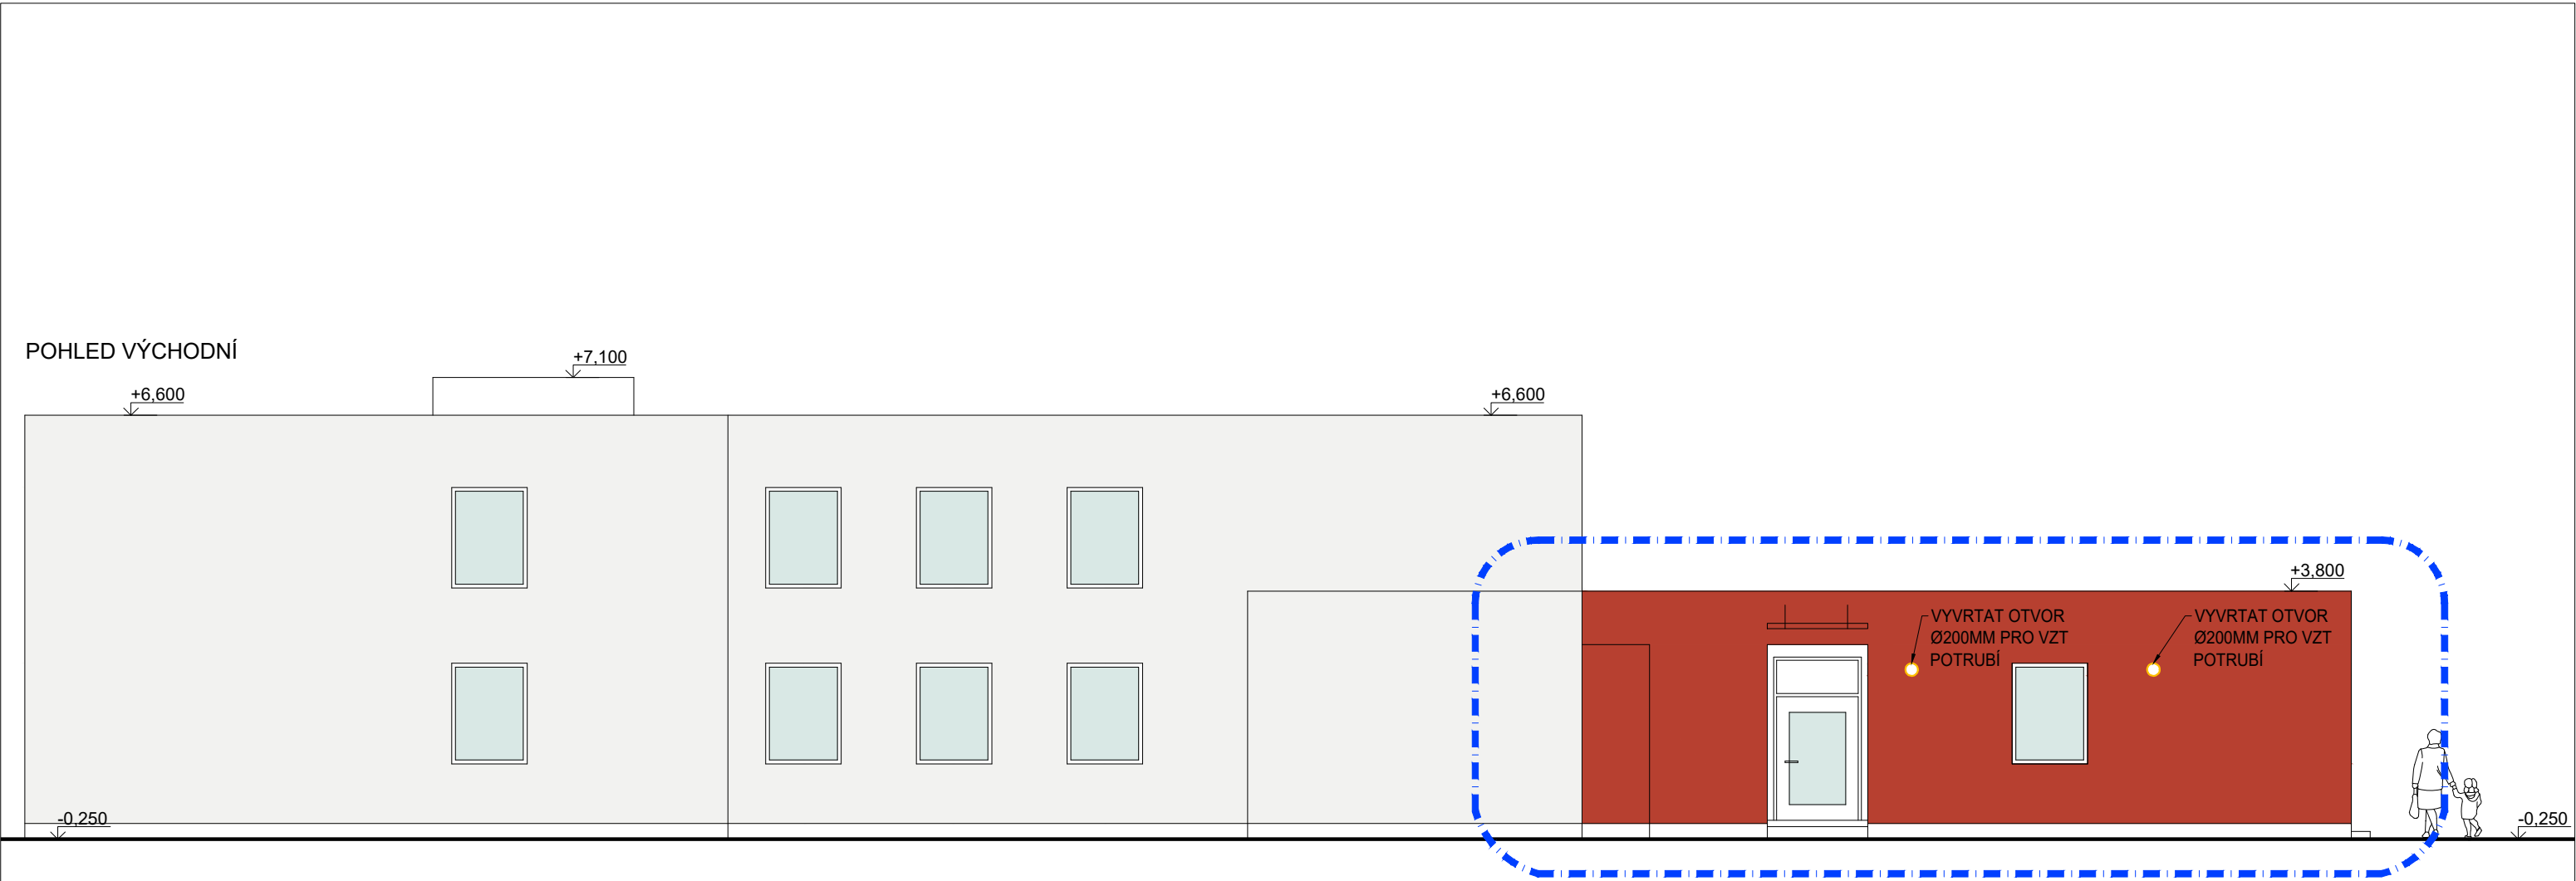 POHLED VÝCHODNÍ
+7,100
+6,600
+6,600
+3,800
VYVRTAT OTVOR
Ø200MM PRO VZT
POTRUBÍ
VYVRTAT OTVOR
Ø200MM PRO VZT
POTRUBÍ
-0,250
-0,250